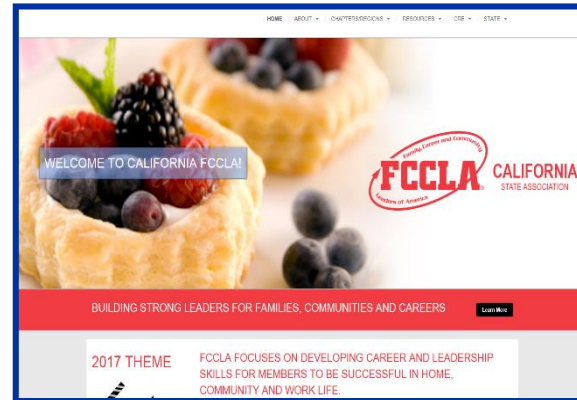 HOME / ABOUT / CHAPTERS/REGIONS / RESOURCES / CRE / STATE
WELCOME TO CALIFORNIA FCCLA!
Family, Career and Community
FCCLA
Leaders of America
CALIFORNIA
STATE ASSOCIATION
BUILDING STRONG LEADERS FOR FAMILIES, COMMUNITIES AND CAREERS
Learn More
2017 THEME
FCCLA FOCUSES ON DEVELOPING CAREER AND LEADERSHIP
SKILLS FOR MEMBERS TO BE SUCCESSFUL IN HOME,
COMMUNITY AND WORK LIFE.